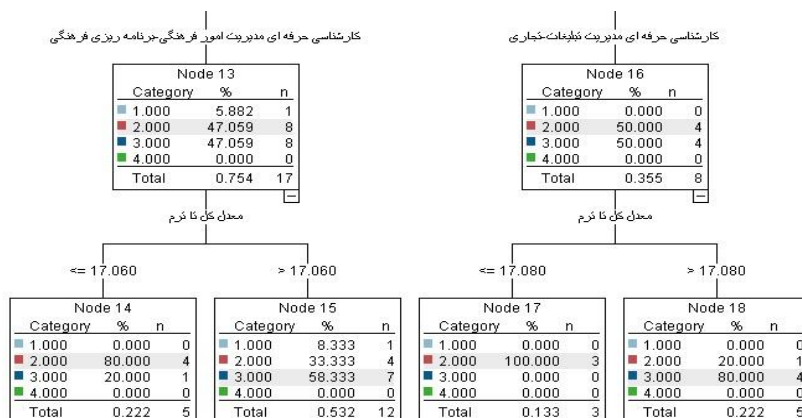 کارشناسی حرفه ای مدیریت امور فرهنگی-برنامه ریزی فرهنگی
Node 13
Category % n
1.000 5.882 1
2.000 47.059 8
3.000 47.059 8
4.000 0.000 0
Total 0.754 17
معدل کل تا ترم
<= 17.060
> 17.060
Node 14
Category % n
1.000 0.000 0
2.000 80.000 4
3.000 20.000 1
4.000 0.000 0
Total 0.222 5
Node 15
Category % n
1.000 8.333 1
2.000 33.333 4
3.000 58.333 7
4.000 0.000 0
Total 0.532 12
کارشناسی حرفه ای مدیریت تبلیغات-تجاری
Node 16
Category % n
1.000 0.000 0
2.000 50.000 4
3.000 50.000 4
4.000 0.000 0
Total 0.355 8
معدل کل تا ترم
<= 17.080
> 17.080
Node 17
Category % n
1.000 0.000 0
2.000 100.000 3
3.000 0.000 0
4.000 0.000 0
Total 0.133 3
Node 18
Category % n
1.000 0.000 0
2.000 20.000 1
3.000 80.000 4
4.000 0.000 0
Total 0.222 5